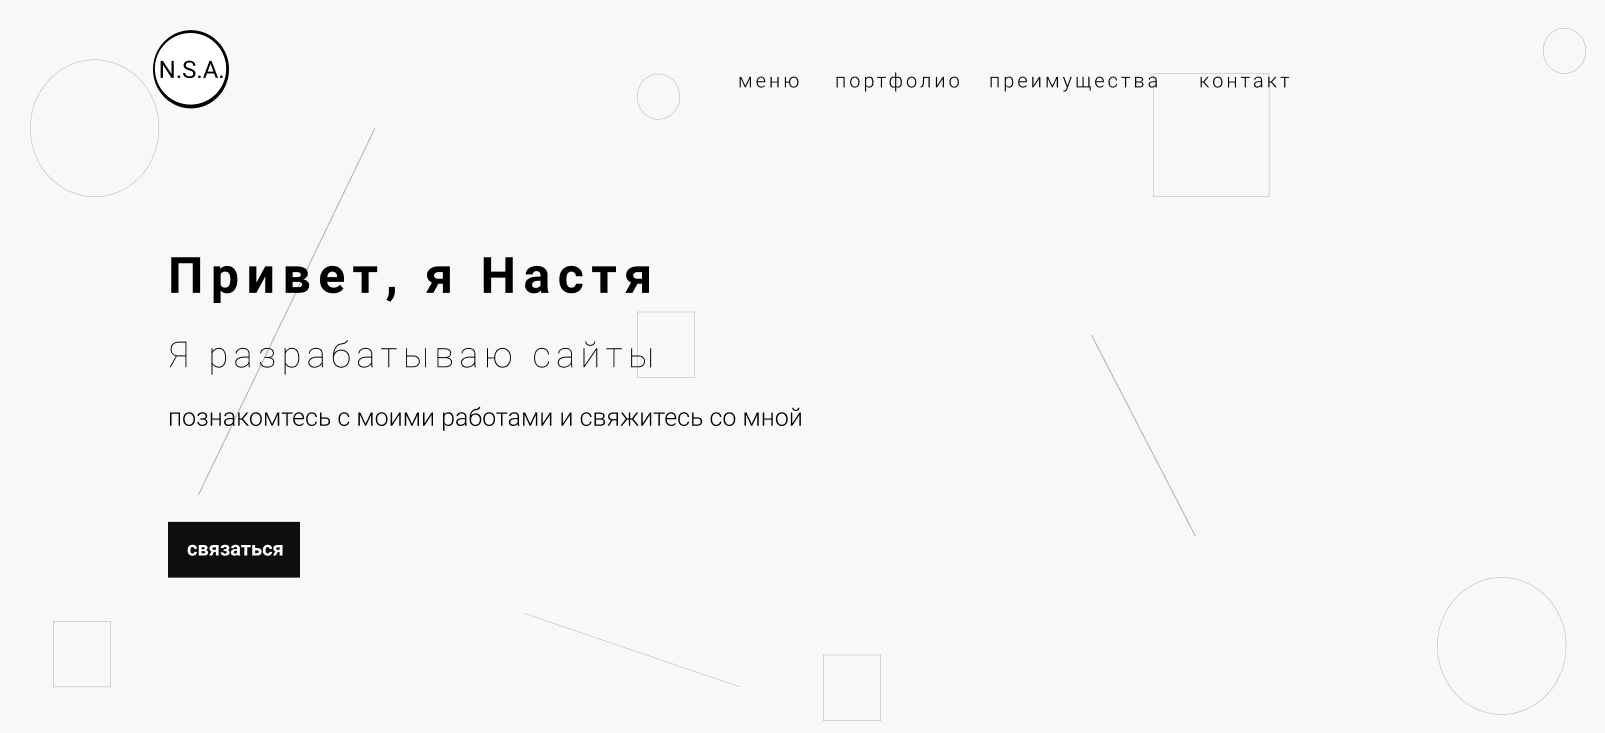 N.S.A.
меню портфолио преимущества контакт
Привет, я Настя
Я разрабатываю сайты
познакомтесь с моими работами и свяжитесь со мной
связаться